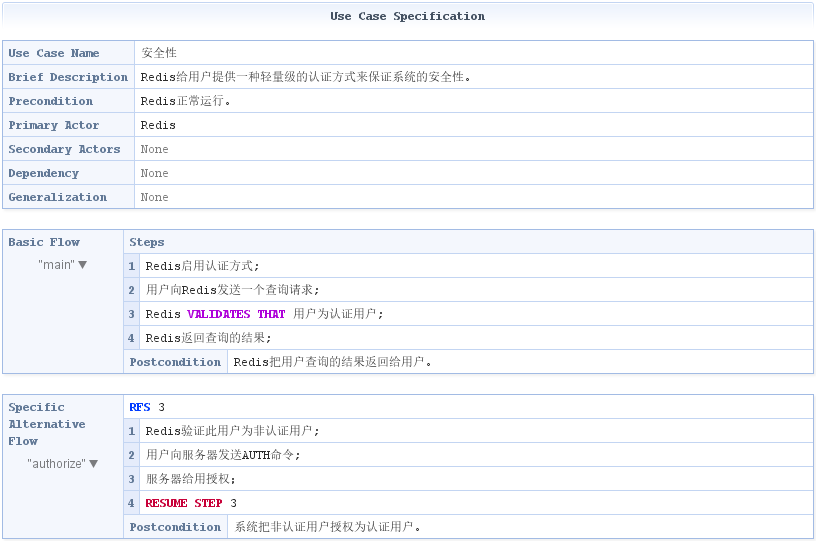 Use Case Specification
Use Case Name 安全性
Brief Description Redis给用户提供一种轻量级的认证方式来保证系统的安全性。
Precondition Redis正常运行。
Primary Actor Redis
Secondary Actors None
Dependency None
Generalization None
Basic Flow Steps
"main" ▼
1 Redis启用认证方式;
2 用户向Redis发送一个查询请求;
3 Redis VALIDATES THAT 用户为认证用户;
4 Redis返回查询的结果;
Postcondition Redis把用户查询的结果返回给用户。
Specific
Alternative
Flow
"authorize" ▼
RFS 3
1 Redis验证此用户为非认证用户;
2 用户向服务器发送AUTH命令;
3 服务器给用授权;
4 RESUME STEP 3
Postcondition 系统把非认证用户授权为认证用户。